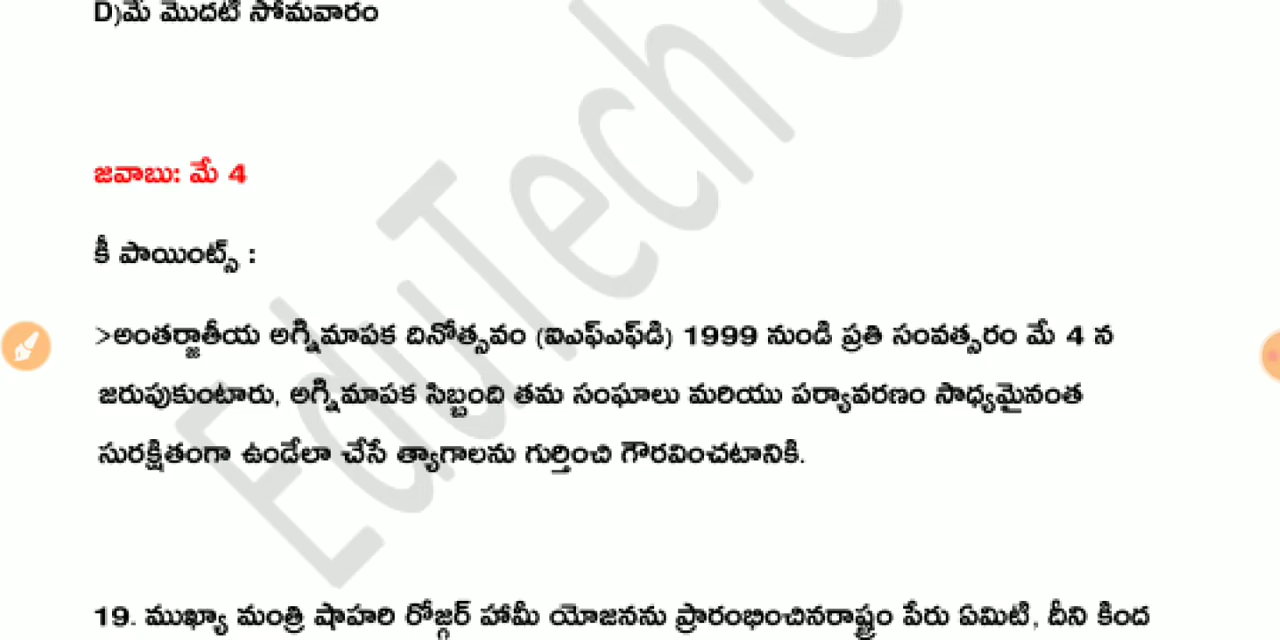 D)మే మొదటి సోమవారం
జవాబు: మే 4
కీ పాయింట్స్ :
>అంతర్జాతీయ అగ్నిమాపక దినోత్సవం (ఐఎఫ్ఎఫ్‌డి) 1999 నుండి ప్రతి సంవత్సరం మే 4 న
జరుపుకుంటారు, అగ్నిమాపక సిబ్బంది తమ సంఘాలు మరియు పర్యావరణం సాధ్యమైనంత
సురక్షితంగా ఉండేలా చేసే త్యాగాలను గుర్తించి గౌరవించటానికి.
19. ముఖ్యా మంత్రి షాహరి రోజ్గర్ హామీ యోజనను ప్రారంభించినరాష్ట్రం పేరు ఏమిటి, దీని కింద
EduTech